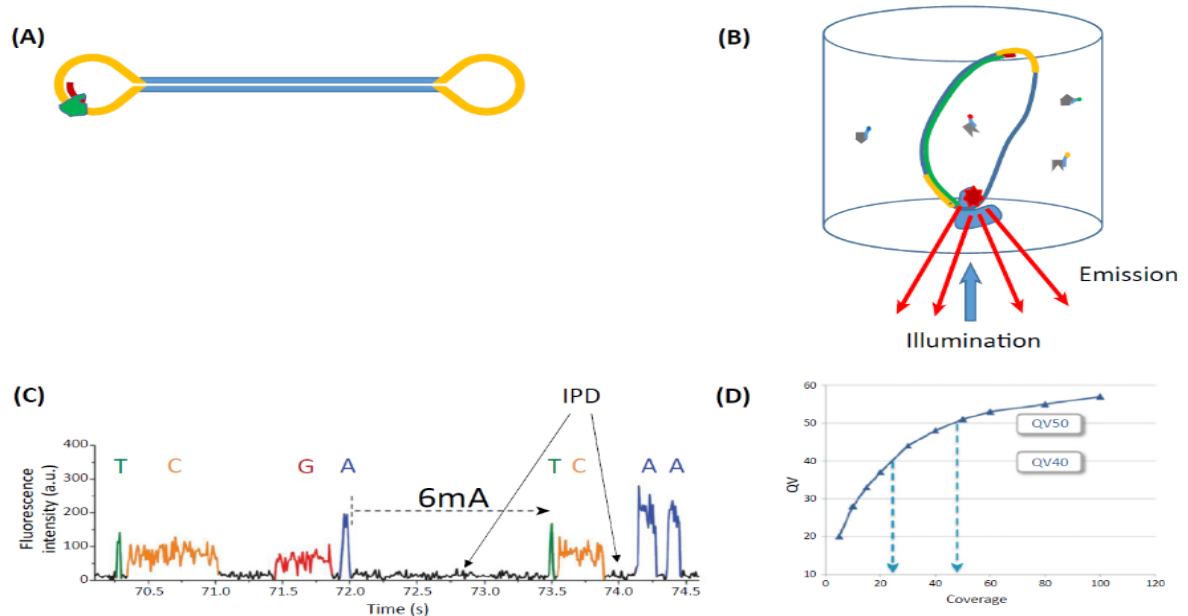 (A)
(B)
Emission
Illumination
(C)
IPD
Fluorescence
intensity (a.u.)
400
300
200
100
0
T C G A T C A A
6mA
70.5 71.0 71.5 72.0 72.5 73.0 73.5 74.0 74.5
Time (s)
(D)
QV
60
50
40
30
20
10
QV50
QV40
0 20 40 60 80 100 120
Coverage